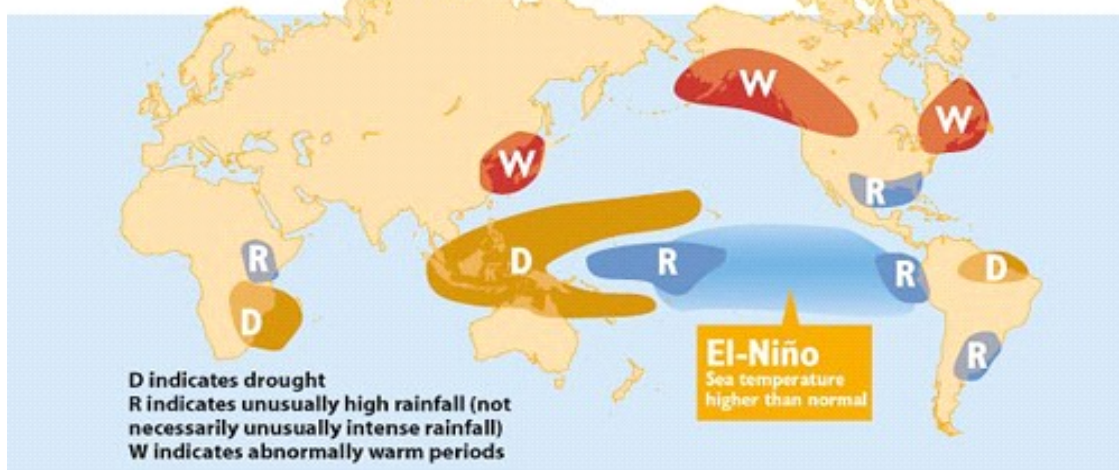 W
W
W
R
R
D
R
R
D
D
R
El-Niño
Sea temperature
higher than normal
D indicates drought
R indicates unusually high rainfall (not
necessarily unusually intense rainfall)
W indicates abnormally warm periods